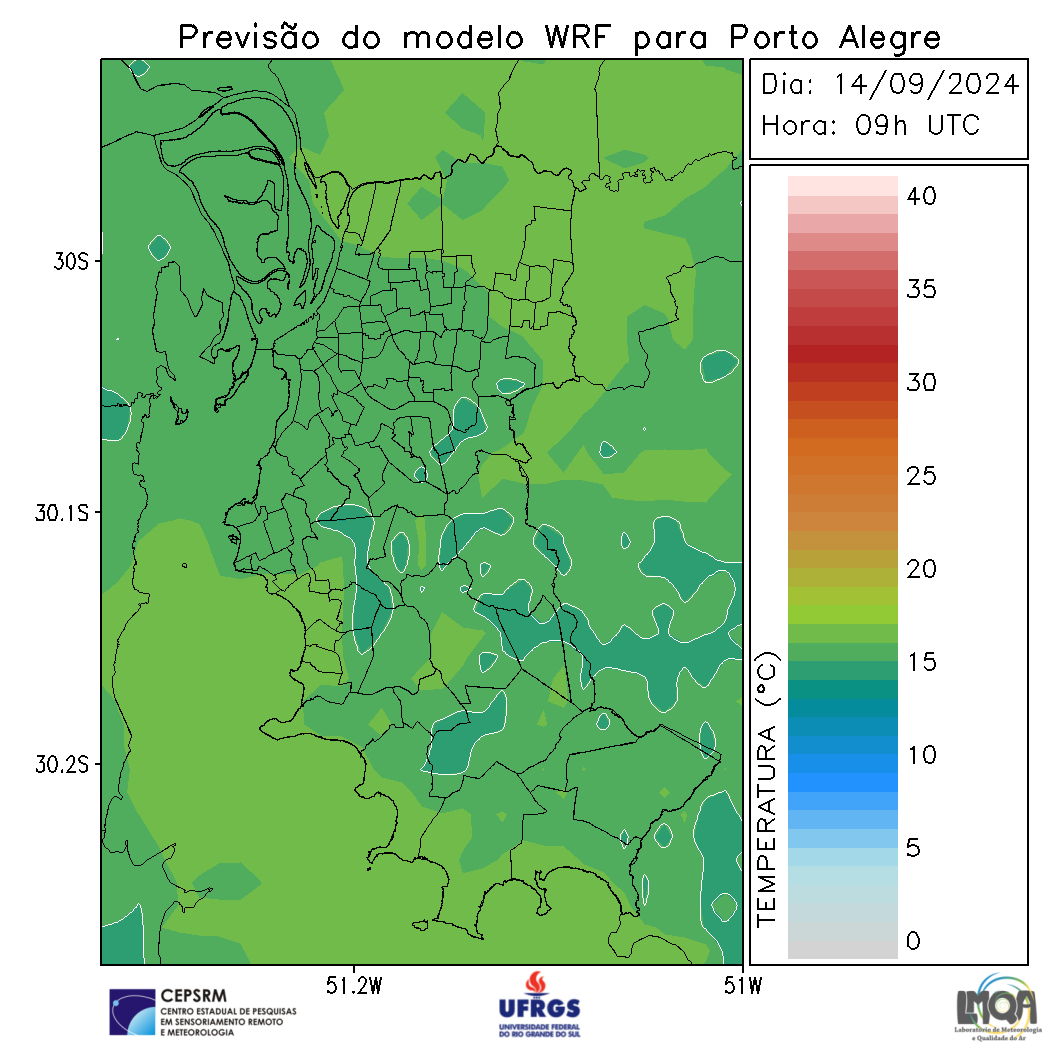 Previsão do modelo WRF para Porto Alegre
Dia: 14/09/2024
Hora: 09h UTC
40
35
30
25
20
15
10
5
0
TEMPERATURA (°C)
30S
30.1S
30.2S
51.2W
51W
CEPSRM
CENTRO ESTADUAL DE PESQUISAS
EM SENSORIAMENTO REMOTO
E METEOROLOGIA
UFRGS
UNIVERSIDADE FEDERAL
DO RIO GRANDE DO SUL
LMQA
Laboratório de Meteorologia
e Qualidade do Ar